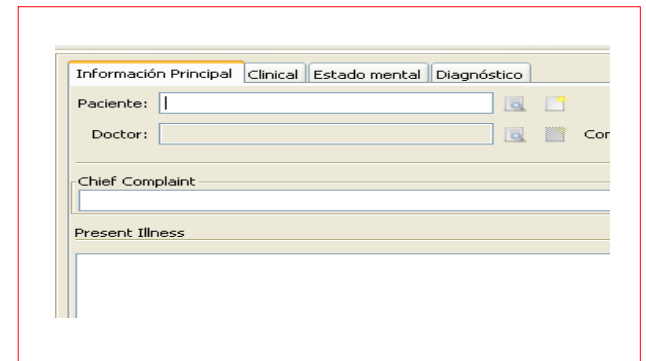 Información Principal Clinical Estado mental Diagnóstico
Paciente:
Doctor:
Chief Complaint
Present Illness